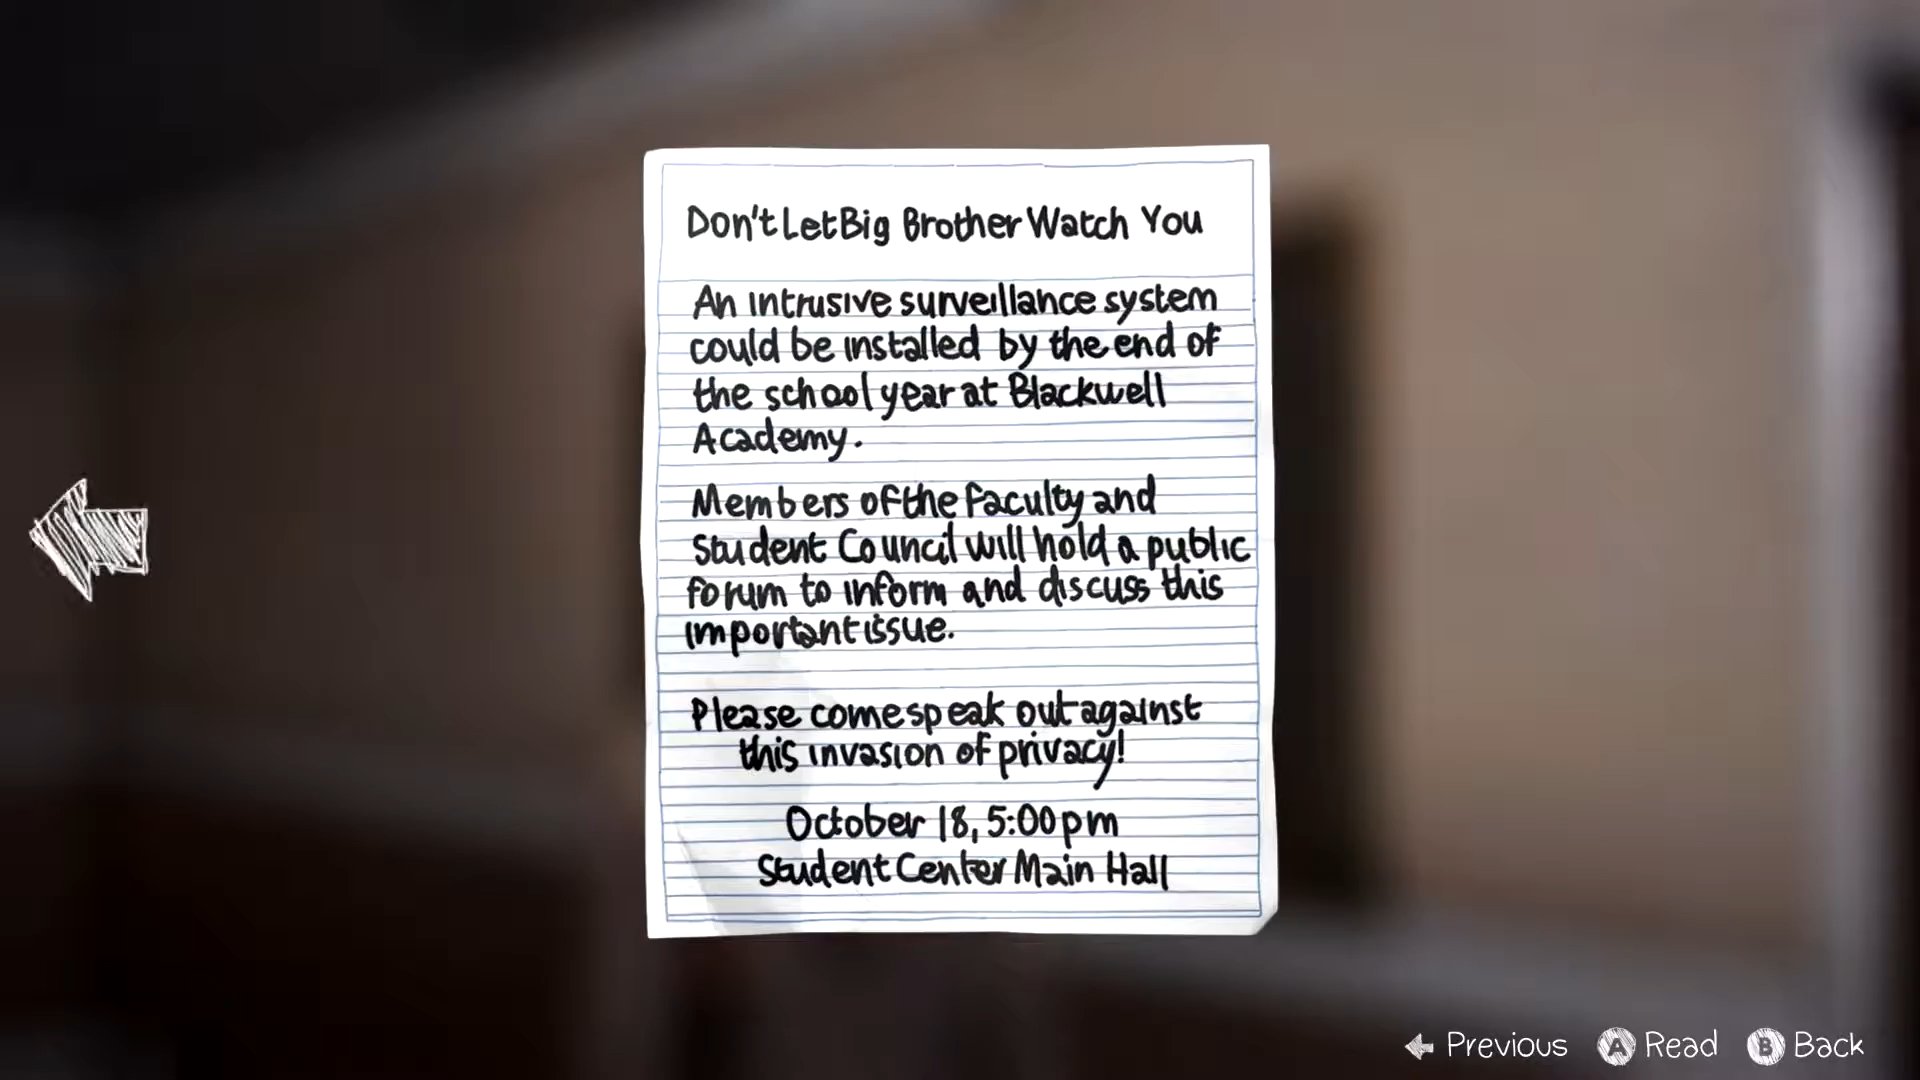 Don't Let Big Brother Watch You
An intrusive surveillance system
could be installed by the end of
the school year at Blackwell
Academy.
Members of the Faculty and
Student Council will hold a public
forum to inform and discuss this
important issue.
Please come speak out against
this invasion of privacy!
October 18, 5:00pm
Student Center Main Hall
Previous A Read B Back